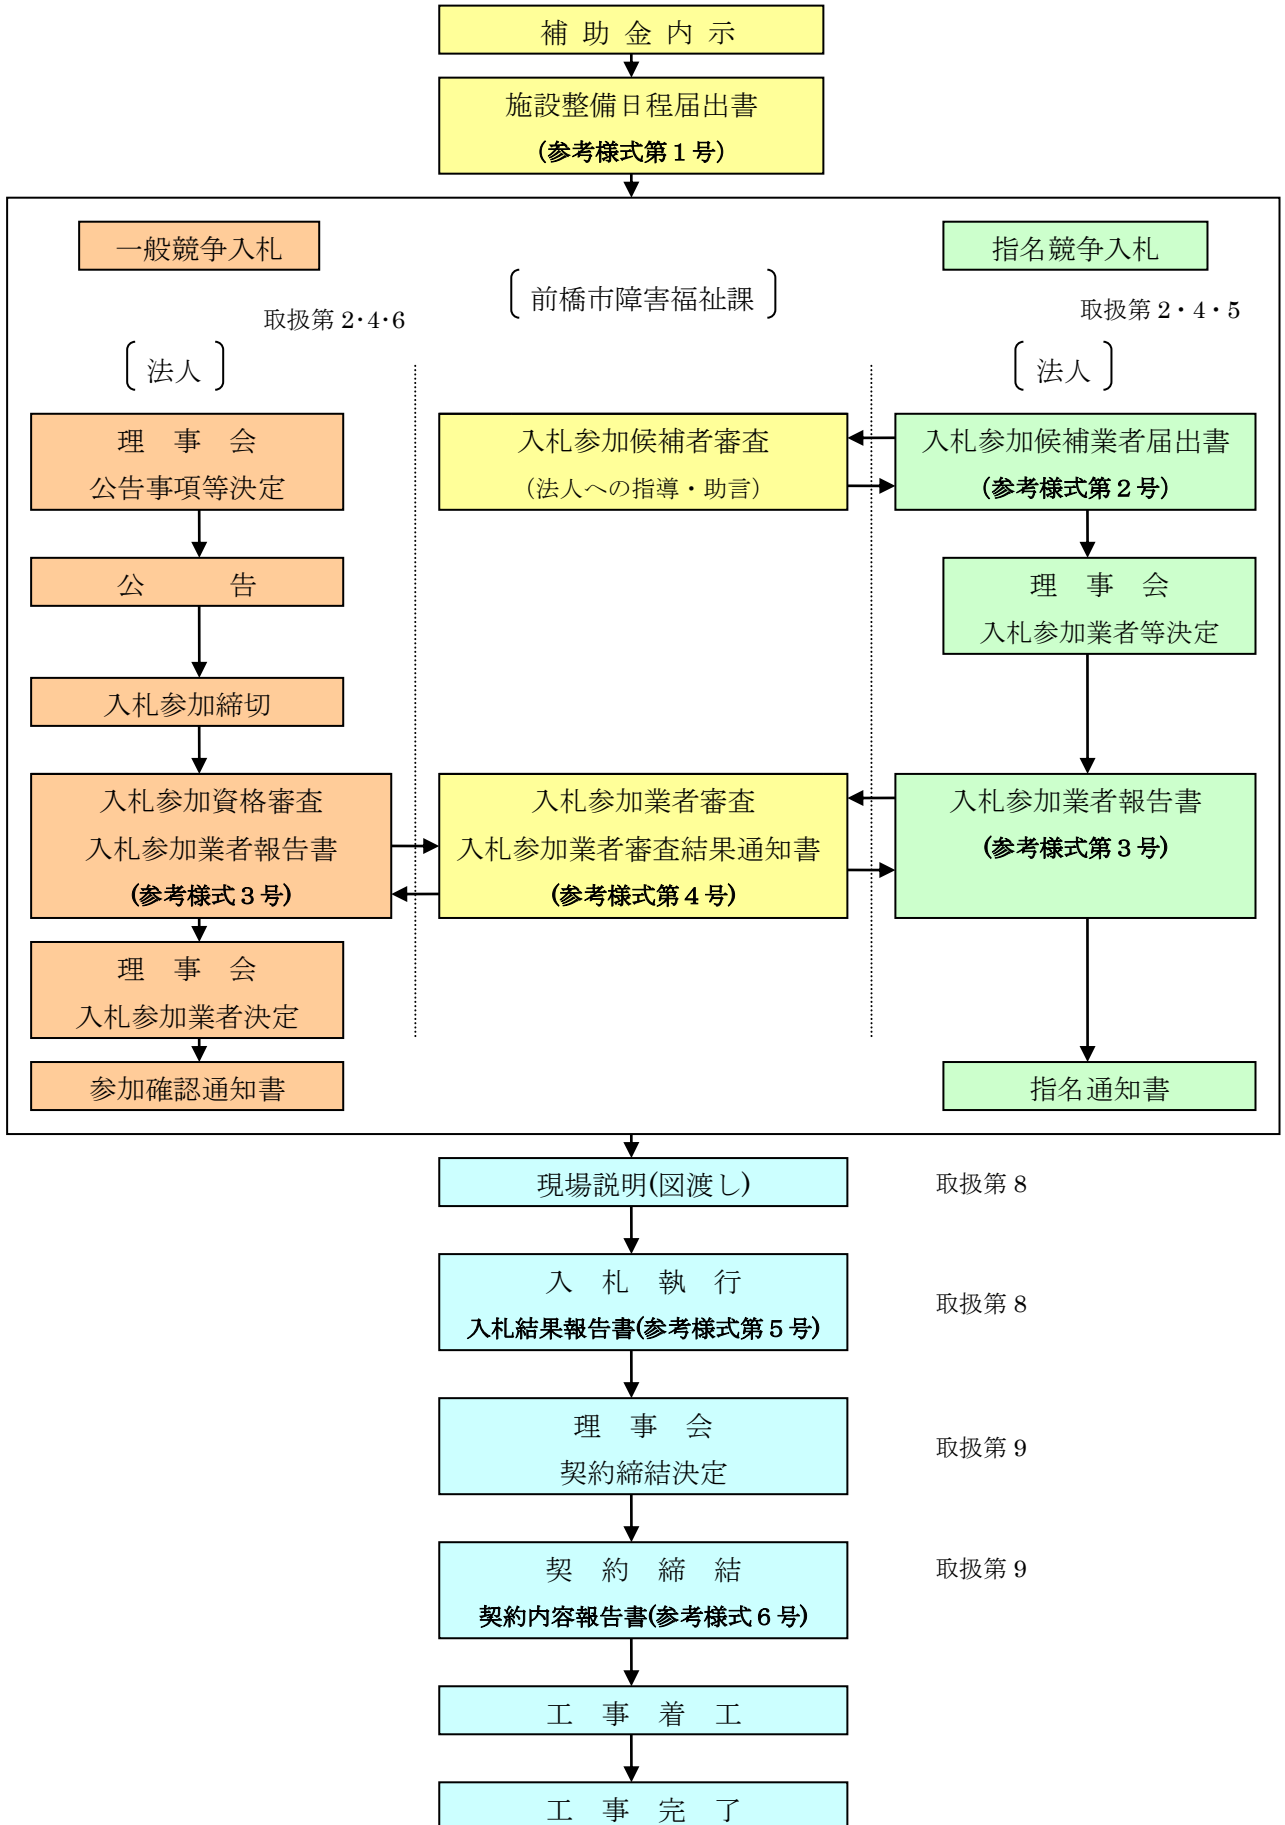 補 助 金 内 示
施設整備日程届出書
(参考様式第１号)
一般競争入札
指名競争入札
前橋市障害福祉課
取扱第 2･4･6
取扱第 2・4・5
法人
法人
理 事 会
公告事項等決定
公 告
入札参加締切
入札参加資格審査
入札参加業者報告書
(参考様式３号)
理 事 会
入札参加業者決定
参加確認通知書
入札参加候補者審査
（法人への指導・助言）
入札参加業者審査
入札参加業者審査結果通知書
(参考様式第４号)
入札参加候補業者届出書
(参考様式第２号)
理 事 会
入札参加業者等決定
入札参加業者報告書
(参考様式第３号)
指名通知書
現場説明(図渡し)
取扱第 8
入 札 執 行
入札結果報告書(参考様式第５号)
取扱第 8
理 事 会
契約締結決定
取扱第 9
契 約 締 結
契約内容報告書(参考様式６号)
取扱第 9
工 事 着 工
工 事 完 了